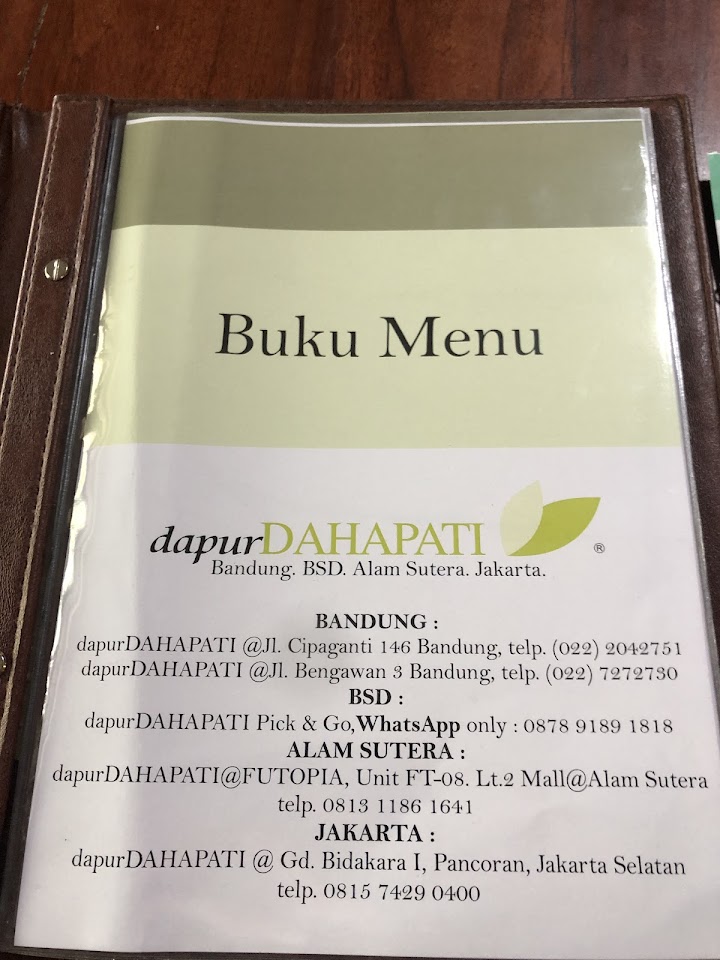 Buku Menu
dapurDAHAPATI ®
Bandung. BSD. Alam Sutera. Jakarta.
BANDUNG :
dapurDAHAPATI @Jl. Cipaganti 146 Bandung, telp. (022) 2042751
dapurDAHAPATI @Jl. Bengawan 3 Bandung, telp. (022) 7272730
BSD :
dapurDAHAPATI Pick & Go,WhatsApp only : 0878 9189 1818
ALAM SUTERA :
dapurDAHAPATI@FUTOPIA, Unit FT-08. Lt.2 Mall@Alam Sutera
telp. 0813 1186 1641
JAKARTA :
dapurDAHAPATI @ Gd. Bidakara I, Pancoran, Jakarta Selatan
telp. 0815 7429 0400